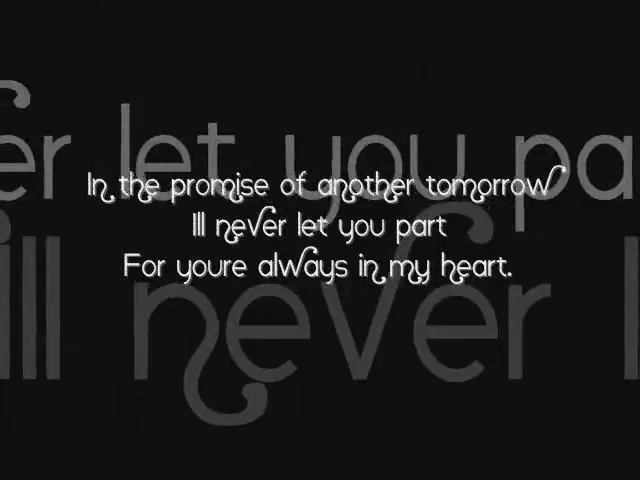 er let you pa
In the promise of another tomorrow
Ill never let you part
For youre always in my heart.
Ill never l